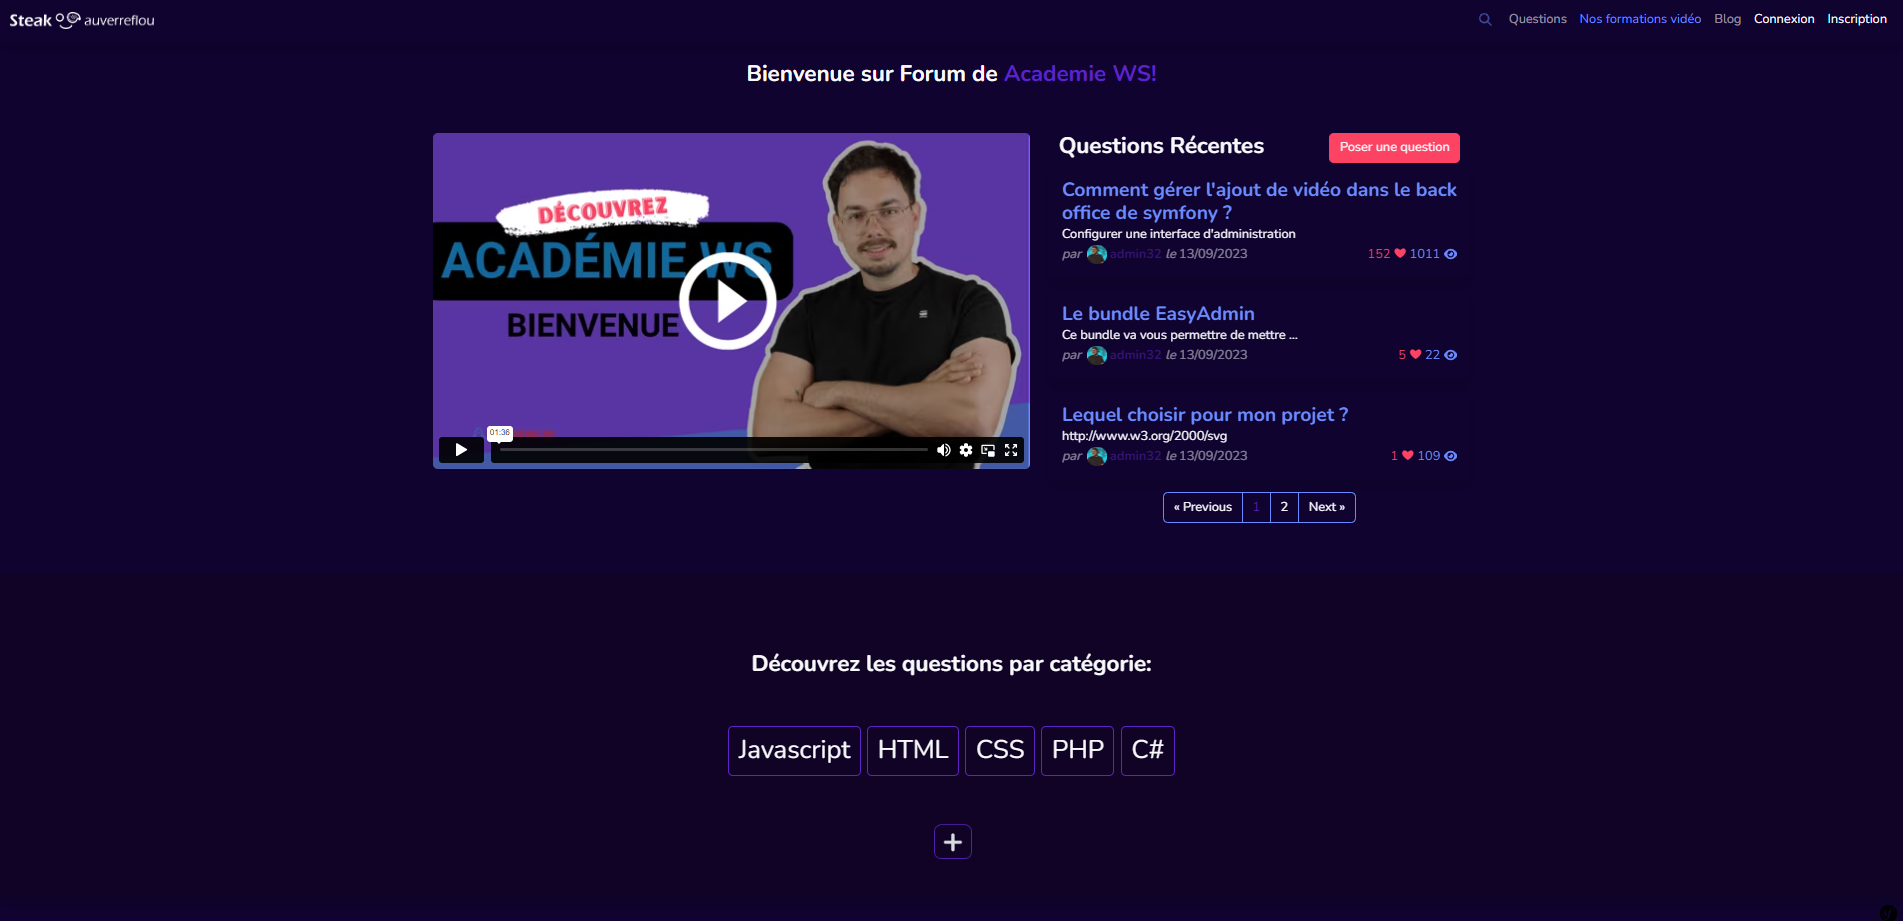 Steak auverreflou
Questions Nos formations vidéo Blog Connexion Inscription
Bienvenue sur Forum de Academie WS!
DÉCOUVREZ
ACADÉMIE WS
BIENVENUE
01:36
Questions Récentes
Poser une question
Comment gérer l'ajout de vidéo dans le back
office de symfony ?
Configurer une interface d'administration
par admin32 le 13/09/2023
152 1011
Le bundle EasyAdmin
Ce bundle va vous permettre de mettre ...
par admin32 le 13/09/2023
5 22
Lequel choisir pour mon projet ?
http://www.w3.org/2000/svg
par admin32 le 13/09/2023
1 109
« Previous 1 2 Next »
Découvrez les questions par catégorie:
Javascript HTML CSS PHP C#